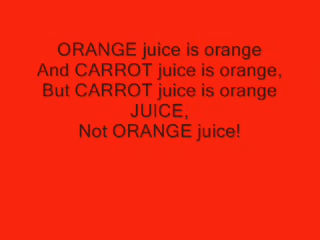 ORANGE juice is orange
And CARROT juice is orange,
But CARROT juice is orange
JUICE,
Not ORANGE juice!